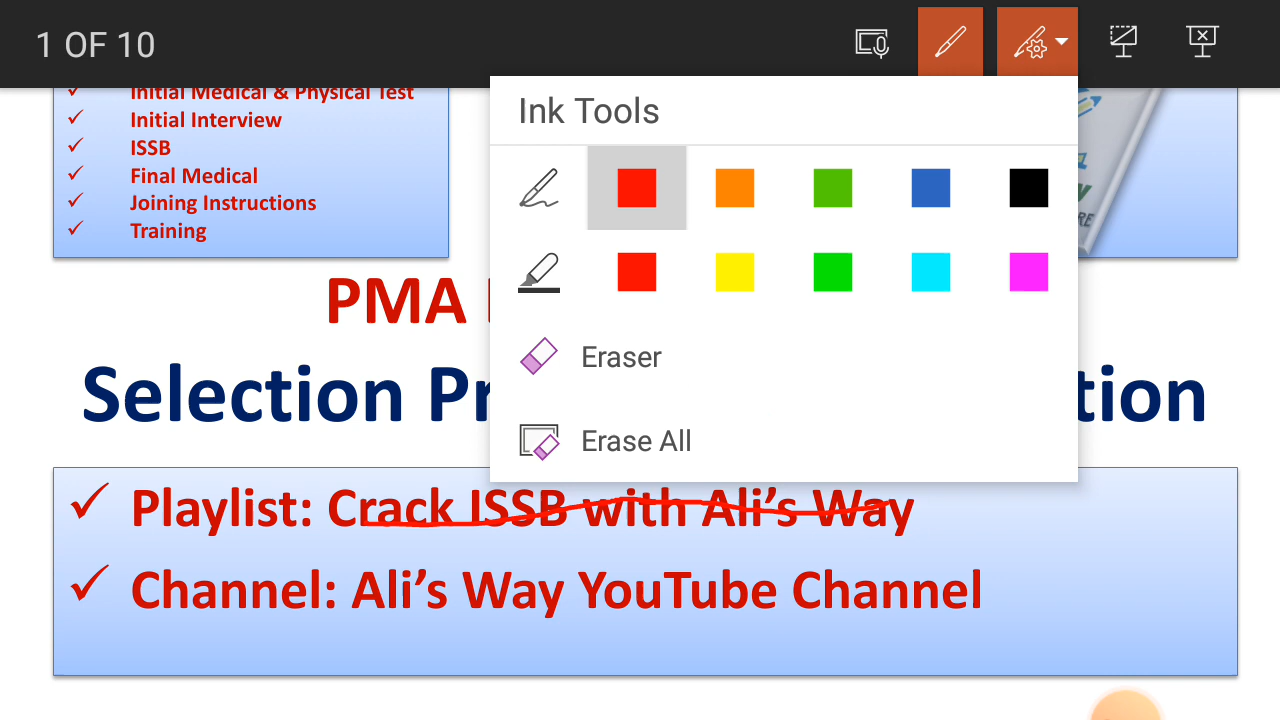 1 OF 10
Initial Medical & Physical Test
Initial Interview
ISSB
Final Medical
Joining Instructions
Training
Ink Tools
Eraser
Erase All
PMA
Selection Pr
tion
Playlist: Crack ISSB with Ali's Way
Channel: Ali's Way YouTube Channel